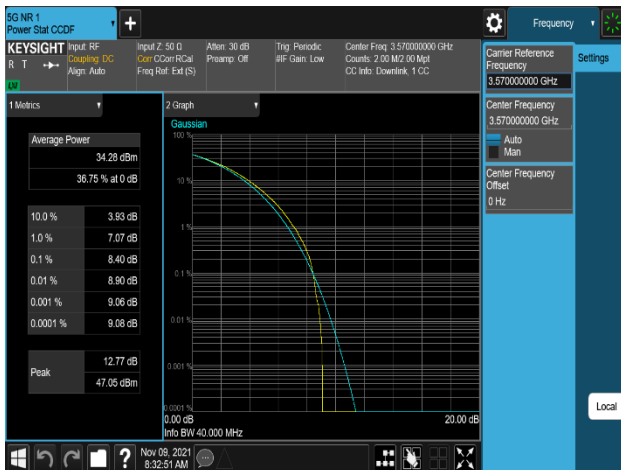 5G NR 1
Power Stat CCDF
Frequency
KEYSIGHT
R T
LXI
Input: RF
Coupling: DC
Align: Auto
Input Z: 50 Ω
Corr CCorr RCal
Freq Ref: Ext (S)
Atten: 30 dB
Preamp: Off
Trig: Periodic
#IF Gain: Low
Center Freq: 3.570000000 GHz
Counts: 2.00 M/2.00 Mpt
CC Info: Downlink, 1 CC
Carrier Reference
Frequency
3.570000000 GHz
Settings
Center Frequency
3.570000000 GHz
Auto
Man
Center Frequency
Offset
0 Hz
Local
1 Metrics
Average Power
34.28 dBm
36.75 % at 0 dB
10.0 % 3.93 dB
1.0 % 7.07 dB
0.1 % 8.40 dB
0.01 % 8.90 dB
0.001 % 9.06 dB
0.0001 % 9.08 dB
Peak
12.77 dB
47.05 dBm
2 Graph
Gaussian
100 %
10 %
1 %
0.1 %
0.01 %
0.001 %
0.0001 %
0.00 dB 20.00 dB
Info BW 40.000 MHz
?
Nov 09, 2021
8:32:51 AM